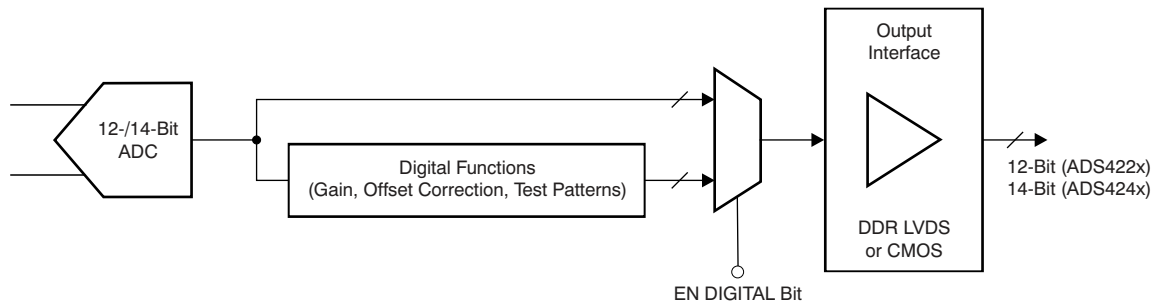 12-/14-Bit
ADC
Digital Functions
(Gain, Offset Correction, Test Patterns)
EN DIGITAL Bit
Output
Interface
DDR LVDS
or CMOS
12-Bit (ADS422x)
14-Bit (ADS424x)